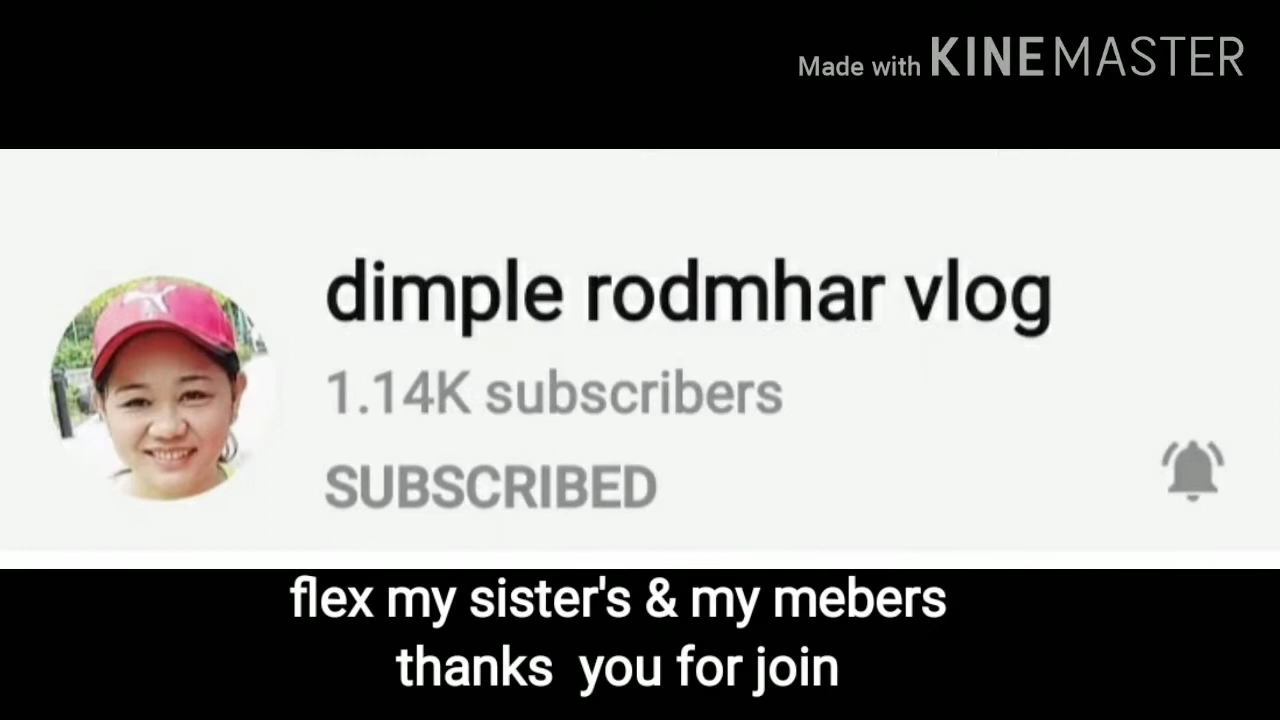 Made with KINEMASTER
dimple rodmhar vlog
1.14K subscribers
SUBSCRIBED
flex my sister's & my mebers
thanks you for join